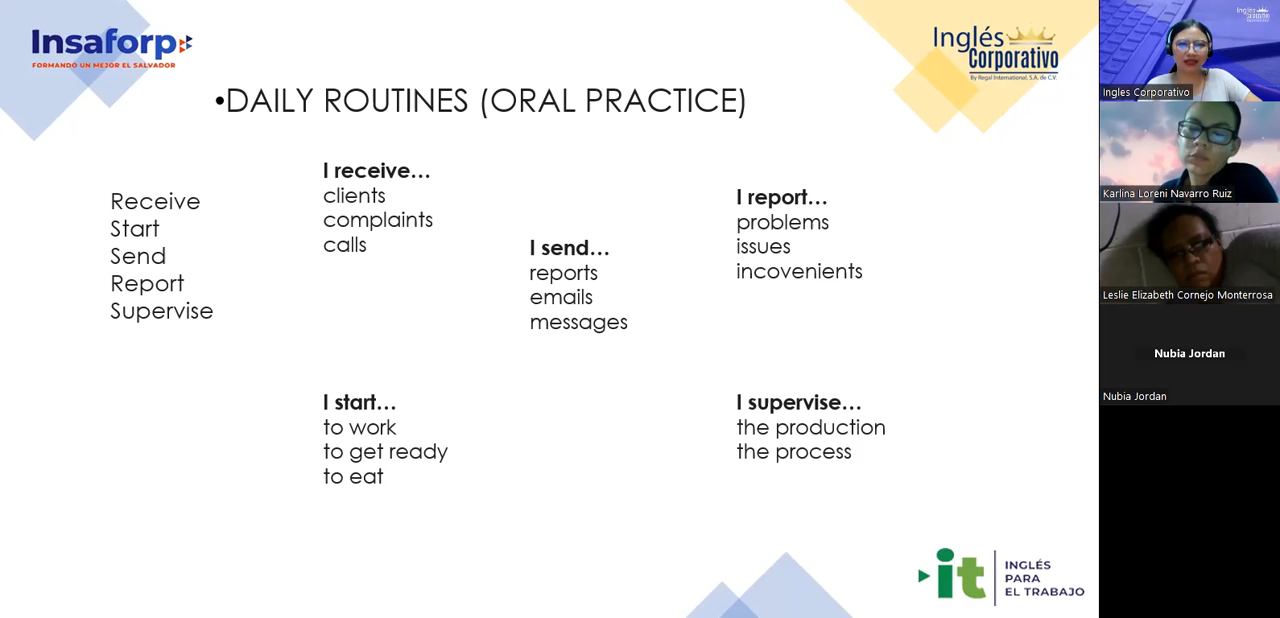 Insaforp
FORMANDO UN MEJOR EL SALVADOR
Inglés
Corporativo
By Regal International, S.A. de C.V.
•DAILY ROUTINES (ORAL PRACTICE)
Receive
Start
Send
Report
Supervise
I receive…
clients
complaints
calls
I send…
reports
emails
messages
I report…
problems
issues
incovenients
I start…
to work
to get ready
to eat
I supervise…
the production
the process
it
INGLÉS
PARA
EL TRABAJO
Inglés
Ingles Corporativo
Karlina Loreni Navarro Ruiz
Leslie Elizabeth Cornejo Monterrosa
Nubia Jordan
Nubia Jordan